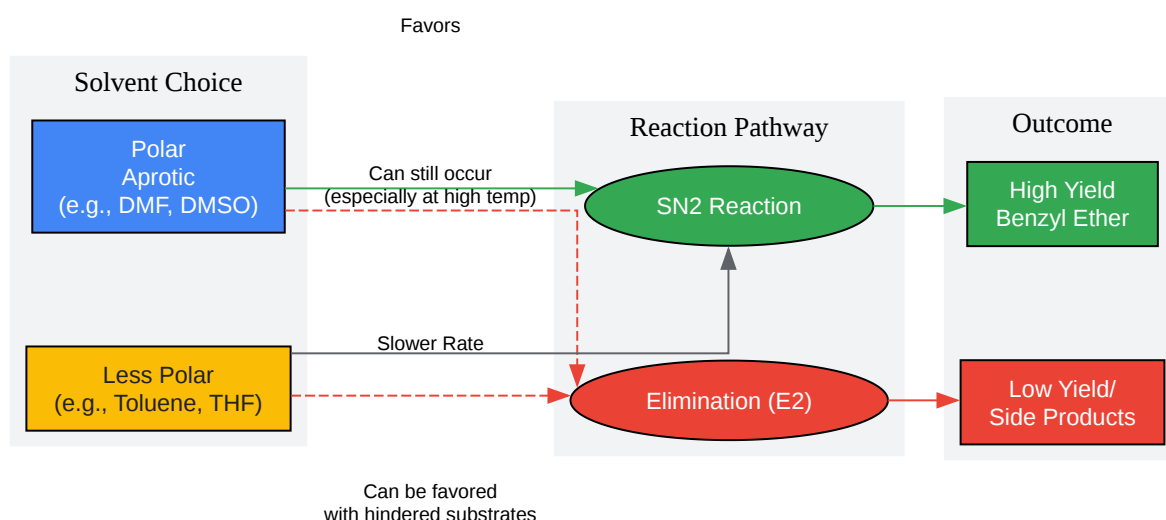 Favors
Solvent Choice
Polar
Aprotic
(e.g., DMF, DMSO)
Can still occur
(especially at high temp)
Less Polar
(e.g., Toluene, THF)
Slower Rate
Can be favored
with hindered substrates
Reaction Pathway
SN2 Reaction
Elimination (E2)
Outcome
High Yield
Benzyl Ether
Low Yield/
Side Products